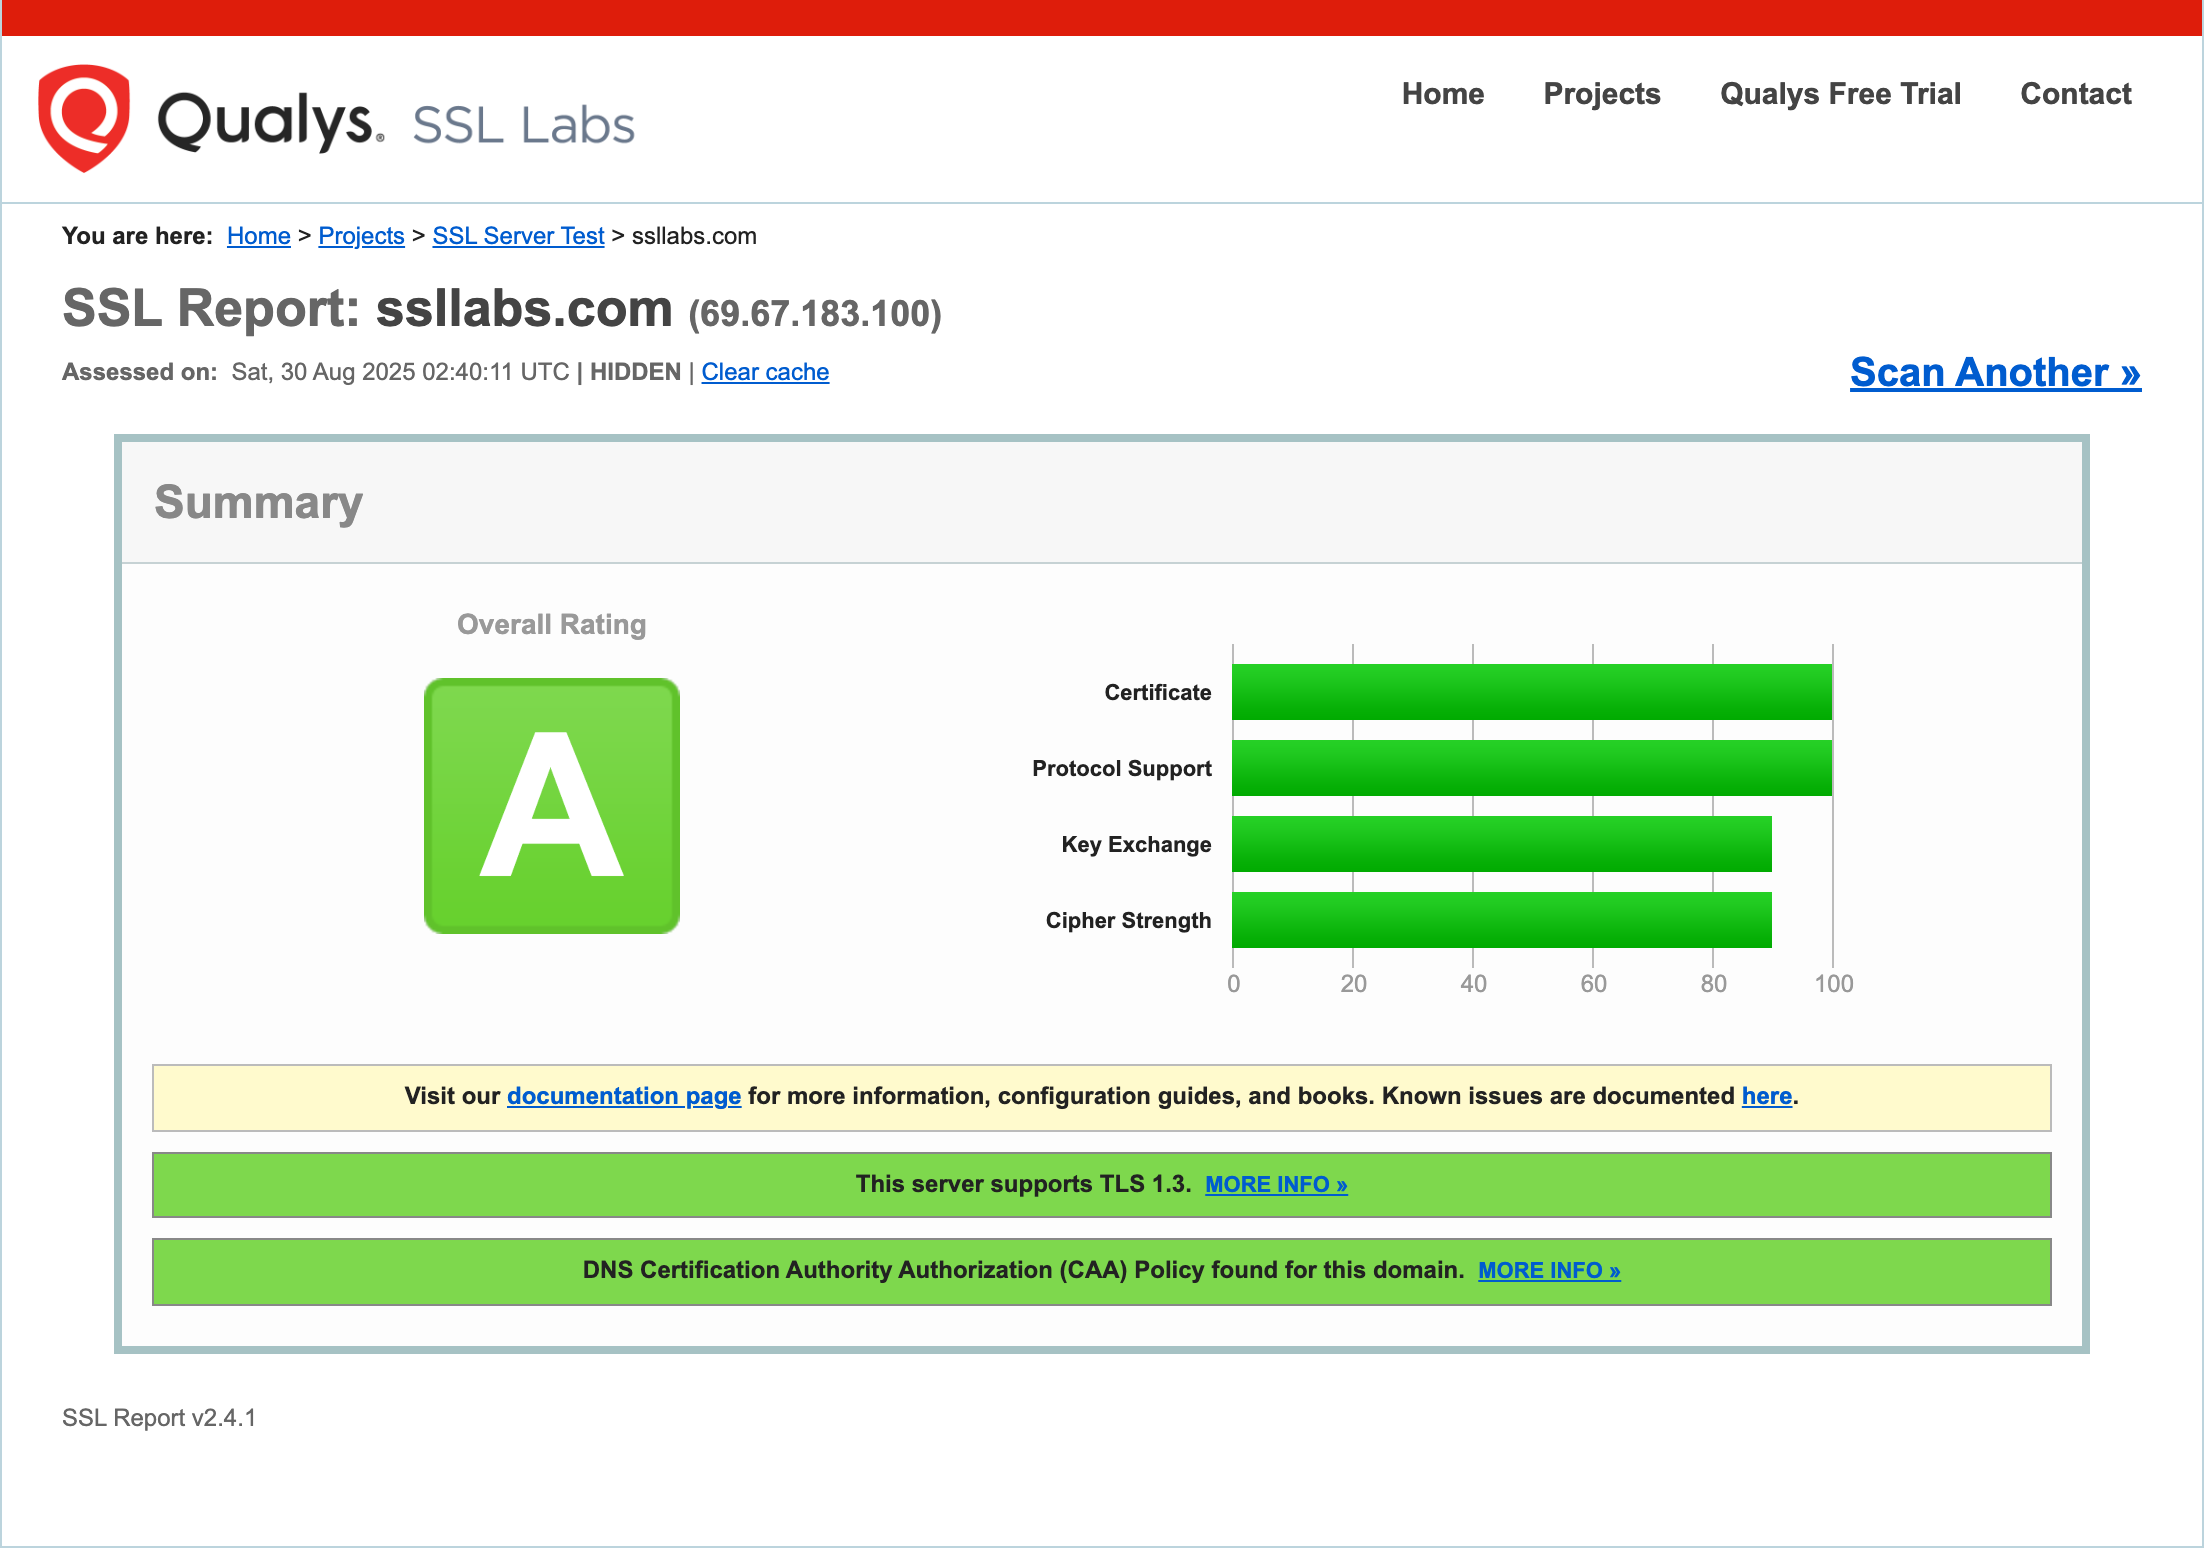 Qualys® SSL Labs
Home Projects Qualys Free Trial Contact
You are here: Home > Projects > SSL Server Test > ssllabs.com
SSL Report: ssllabs.com (69.67.183.100)
Assessed on: Sat, 30 Aug 2025 02:40:11 UTC | HIDDEN | Clear cache
Scan Another »
Summary
Overall Rating
A
Certificate
Protocol Support
Key Exchange
Cipher Strength
0 20 40 60 80 100
Visit our documentation page for more information, configuration guides, and books. Known issues are documented here.
This server supports TLS 1.3. MORE INFO »
DNS Certification Authority Authorization (CAA) Policy found for this domain. MORE INFO »
SSL Report v2.4.1